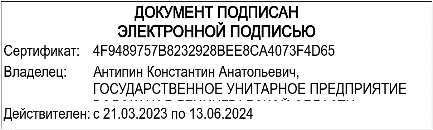 ДОКУМЕНТ ПОДПИСАН
ЭЛЕКТРОННОЙ ПОДПИСЬЮ
Сертификат: 4F9489757B8232928BEE8CA4073F4D65
Владелец: Антипин Константин Анатольевич,
ГОСУДАРСТВЕННОЕ УНИТАРНОЕ ПРЕДПРИЯТИЕ
Действителен: с 21.03.2023 по 13.06.2024